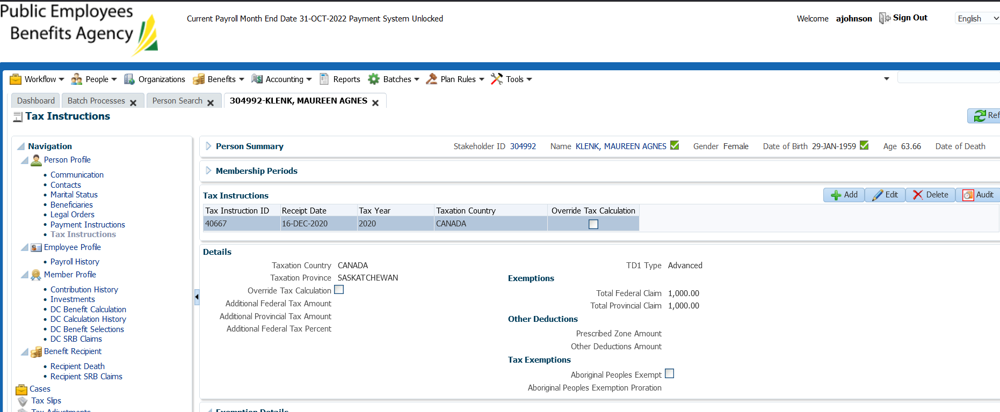 Public Employees
Benefits Agency
Current Payroll Month End Date 31-OCT-2022 Payment System Unlocked
Welcome ajohnson Sign Out English
Workflow People Organizations Benefits Accounting Reports Batches Plan Rules Tools
Dashboard Batch Processes Person Search 304992-KLENK, MAUREEN AGNES
Tax Instructions
Ref
Navigation
Person Profile
Communication
Contacts
Marital Status
Beneficiaries
Legal Orders
Payment Instructions
Tax Instructions
Employee Profile
Payroll History
Member Profile
Contribution History
Investments
DC Benefit Calculation
DC Calculation History
DC Benefit Selections
DC SRB Claims
Benefit Recipient
Recipient Death
Recipient SRB Claims
Cases
Tax Slips
Tax Adjustments
Person Summary Stakeholder ID 304992 Name KLENK, MAUREEN AGNES Gender Female Date of Birth 29-JAN-1959 Age 63.66 Date of Death
Membership Periods
Tax Instructions Add Edit Delete Audit
Tax Instruction ID Receipt Date Tax Year Taxation Country Override Tax Calculation
40667 16-DEC-2020 2020 CANADA
Details
Taxation Country CANADA
Taxation Province SASKATCHEWAN
Override Tax Calculation
Additional Federal Tax Amount
Additional Provincial Tax Amount
Additional Federal Tax Percent
TD1 Type Advanced
Exemptions
Total Federal Claim 1,000.00
Total Provincial Claim 1,000.00
Other Deductions
Prescribed Zone Amount
Other Deductions Amount
Tax Exemptions
Aboriginal Peoples Exempt
Aboriginal Peoples Exemption Proration
Exemption Details